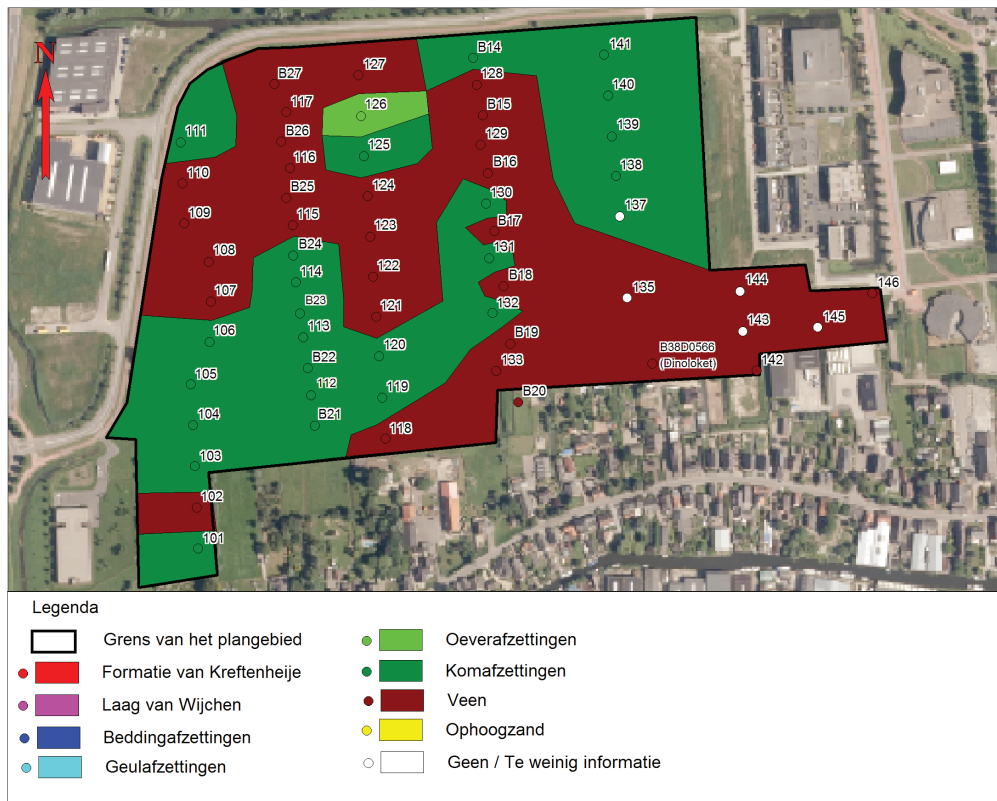 N
B14
141
127
B27
128
140
117
126
B15
B26
129
139
111
125
116
B16
138
110
B25
124
130
137
109
115
123
B17
B24
131
108
114
122
B18
135
144
146
107
B23
121
132
145
106
113
B19
143
120
B22
133
B38D0566
(Dinoloket)
142
105
112
119
B20
104
B21
118
103
102
101
Legenda
Grens van het plangebied
Formatie van Kreftenheije
Laag van Wijchen
Beddingafzettingen
Geulafzettingen
Oeverafzettingen
Komafzettingen
Veen
Ophoogzand
Geen / Te weinig informatie